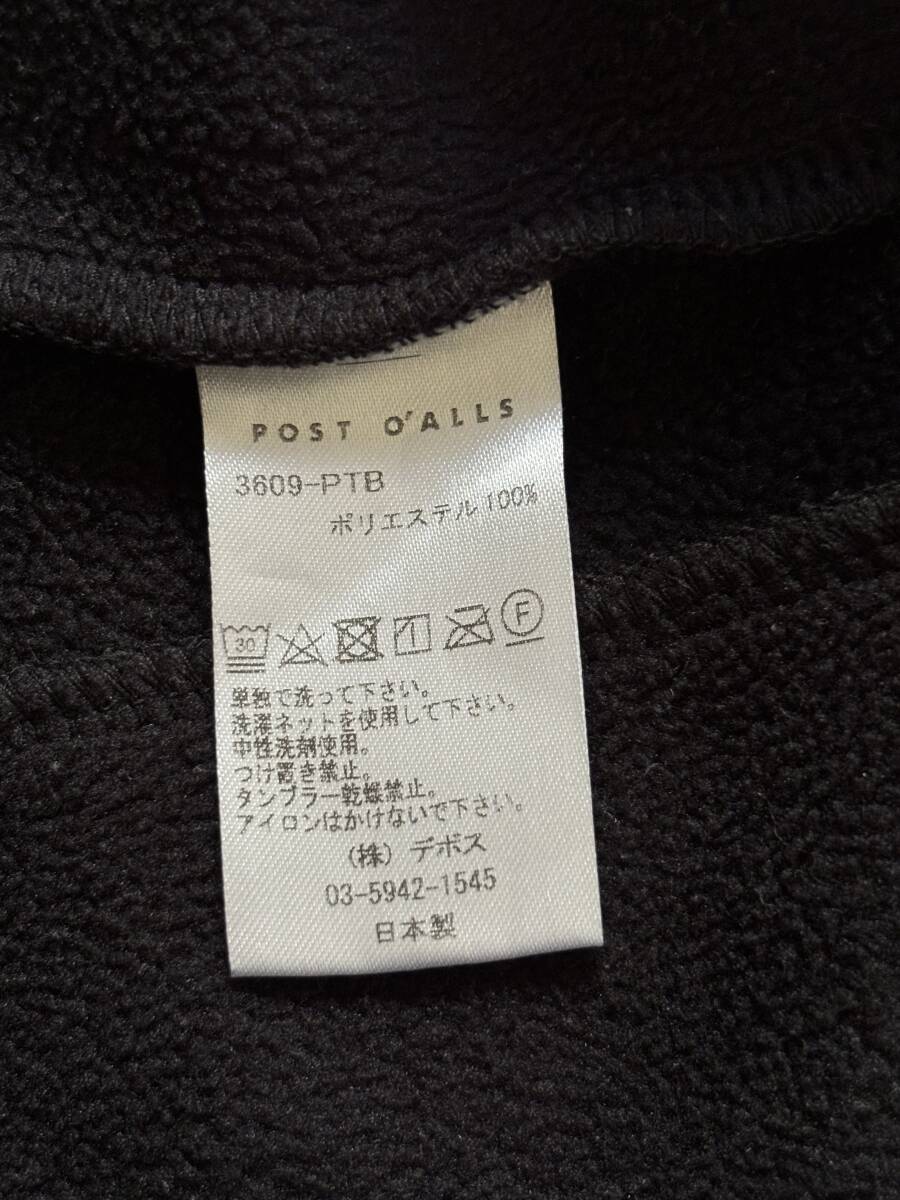 POST O'ALLS
3609-PTB
ポリエステル 100%
30 F
単独で洗って下さい。
洗濯ネットを使用して下さい。
中性洗剤使用。
つけ置き禁止。
タンブラー乾燥禁止。
アイロンはかけないで下さい。
(株) デボス
03-5942-1545
日本製